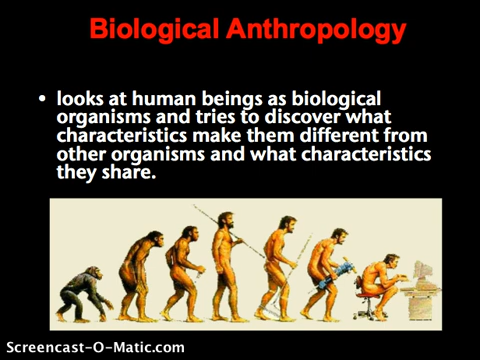 Biological Anthropology
• looks at human beings as biological
organisms and tries to discover what
characteristics make them different from
other organisms and what characteristics
they share.
Screencast-O-Matic.com